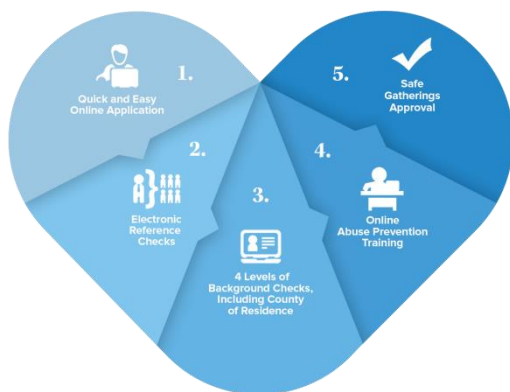 1.
Quick and Easy
Online Application
2.
Electronic
Reference
Checks
3.
4 Levels of
Background Checks,
Including County
of Residence
4.
Online
Abuse Prevention
Training
5.
Safe
Gatherings
Approval